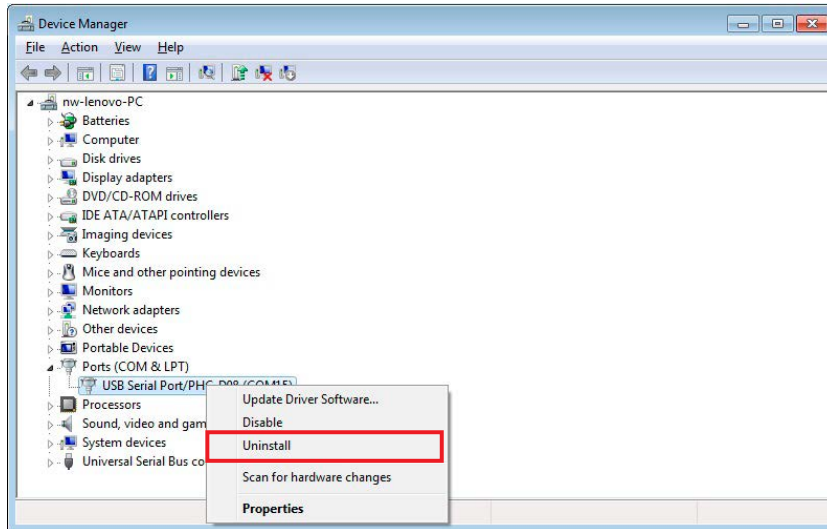 Device Manager
File Action View Help
nw-lenovo-PC
Batteries
Computer
Disk drives
Display adapters
DVD/CD-ROM drives
IDE ATA/ATAPI controllers
Imaging devices
Keyboards
Mice and other pointing devices
Monitors
Network adapters
Other devices
Portable Devices
Ports (COM & LPT)
USB Serial Port/PHC-D08 (COM15)
Processors
Sound, video and gam
System devices
Universal Serial Bus co
Update Driver Software...
Disable
Uninstall
Scan for hardware changes
Properties